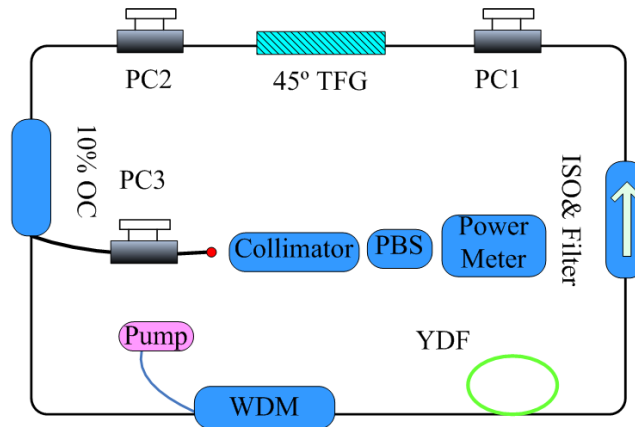 PC2
45º TFG
PC1
10% OC
PC3
ISO& Filter
Collimator
PBS
Power
Meter
Pump
YDF
WDM